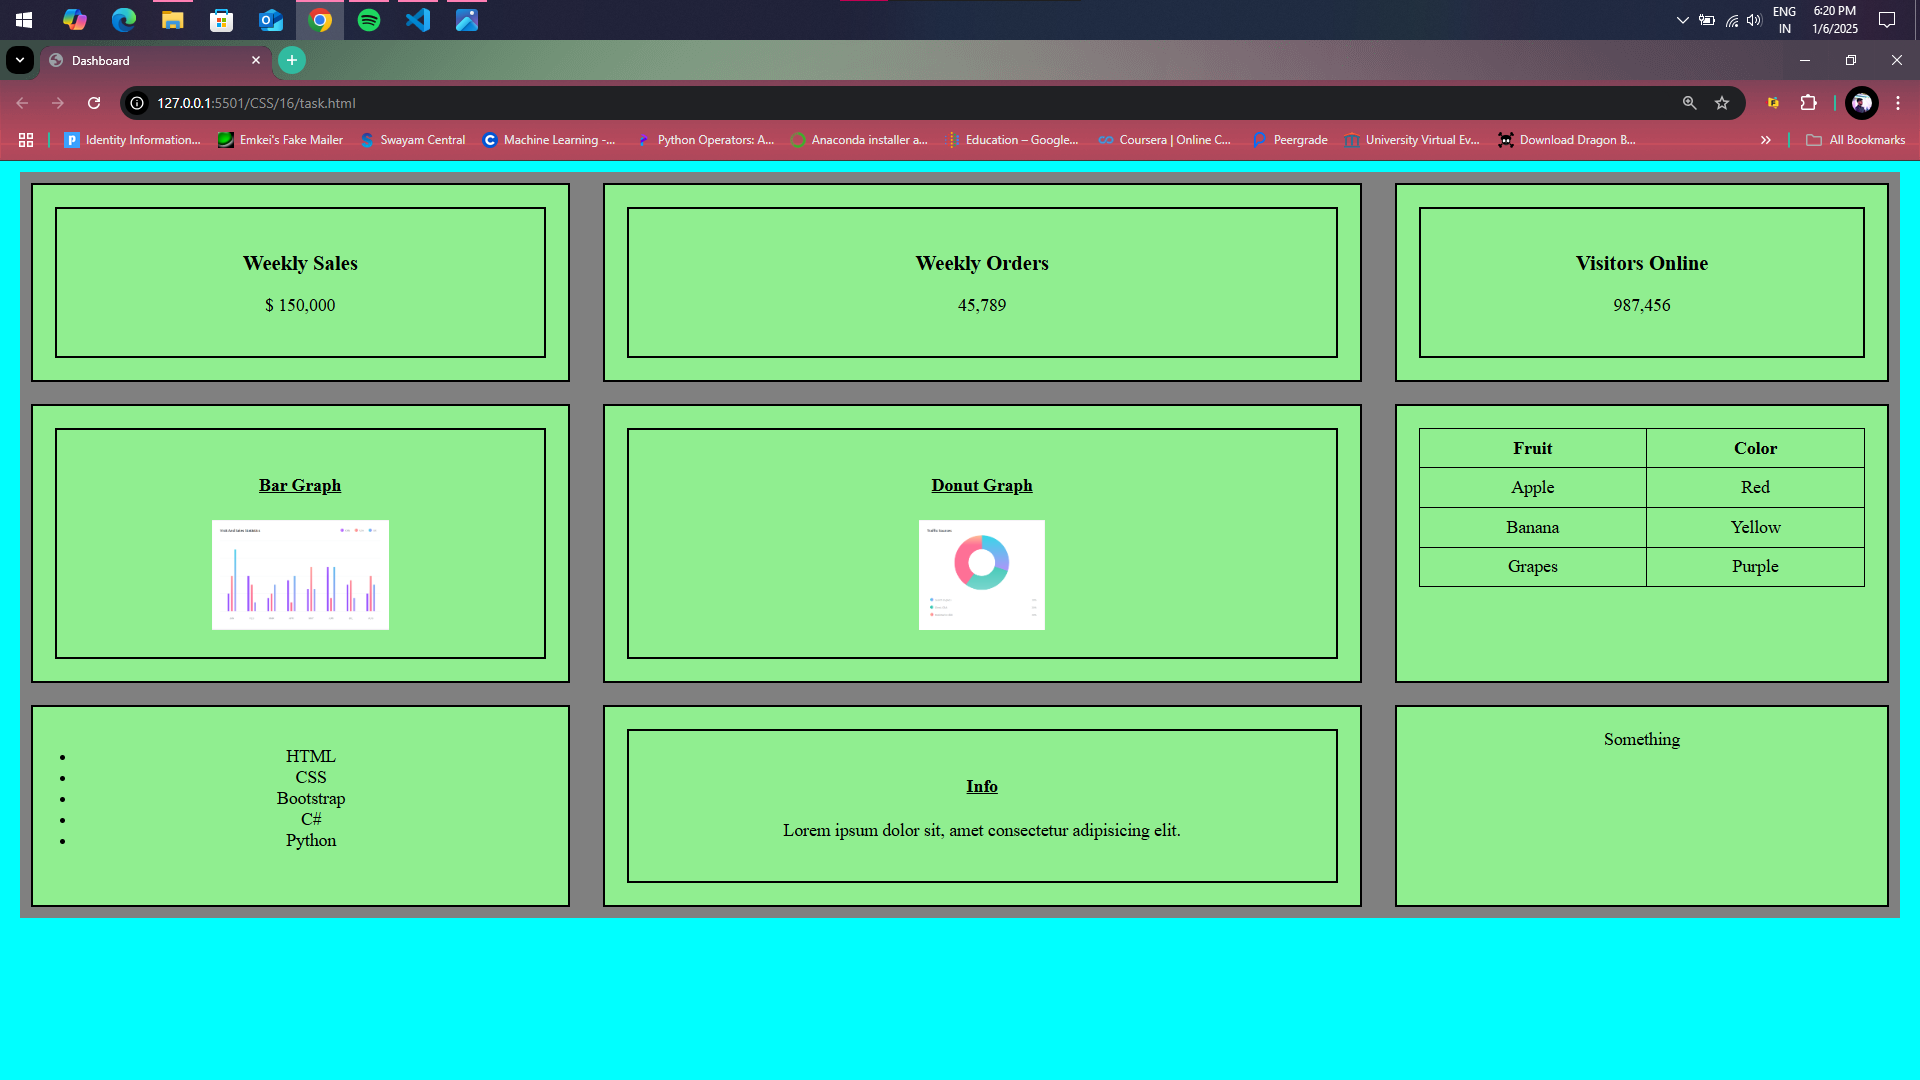 ENG
IN
6:20 PM
1/6/2025
Dashboard
127.0.0.1:5501/CSS/16/task.html
Identity Information...
Emkei's Fake Mailer
Swayam Central
Machine Learning -...
Python Operators: A...
Anaconda installer a...
Education – Google...
Coursera | Online C...
Peergrade
University Virtual Ev...
Download Dragon B...
All Bookmarks
Weekly Sales
$ 150,000
Weekly Orders
45,789
Visitors Online
987,456
Bar Graph
Donut Graph
Traffic Sources
Fruit Color
Apple Red
Banana Yellow
Grapes Purple
HTML
CSS
Bootstrap
C#
Python
Info
Lorem ipsum dolor sit, amet consectetur adipisicing elit.
Something